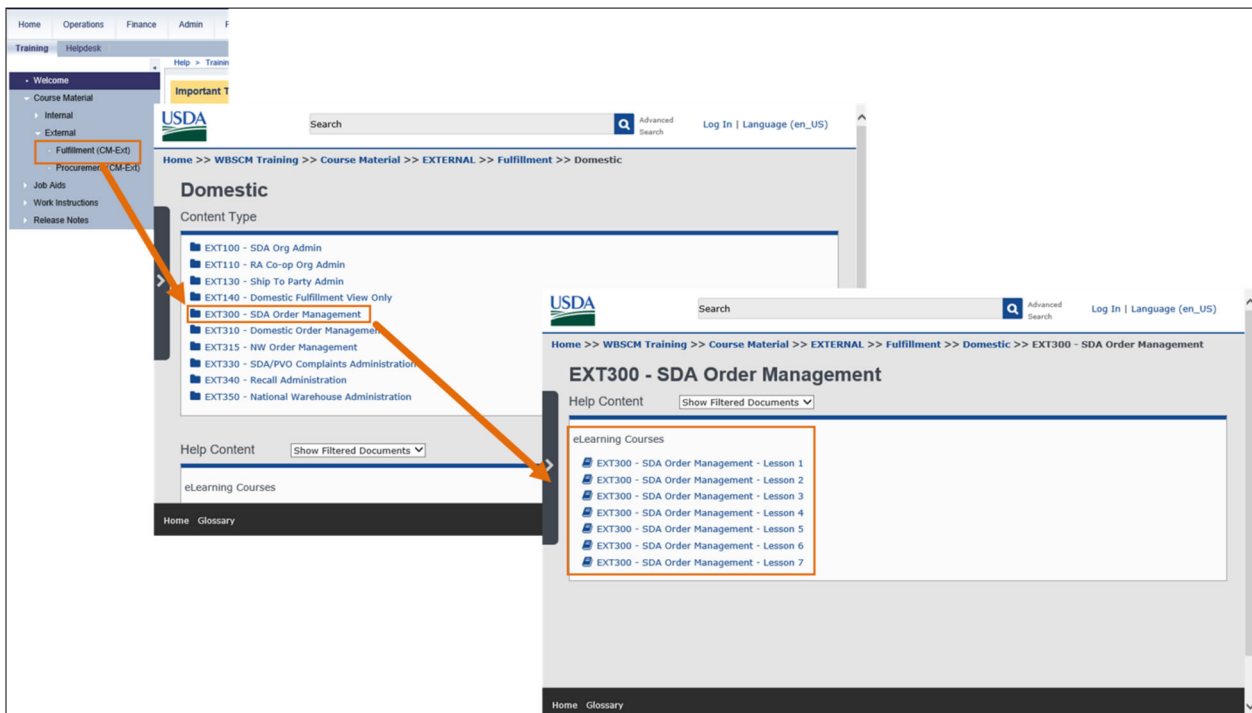 Home Operations Finance Admin
Training Helpdesk
Help > Trainin
Welcome
Important T
Course Material
Internal
External
Fulfillment (CM-Ext)
Procurement (CM-Ext)
Job Aids
Work Instructions
Release Notes
USDA
Search
Advanced Search
Log In | Language (en_US)
Home >> WBSCM Training >> Course Material >> EXTERNAL >> Fulfillment >> Domestic
Domestic
Content Type
EXT100 - SDA Org Admin
EXT110 - RA Co-op Org Admin
EXT130 - Ship To Party Admin
EXT140 - Domestic Fulfillment View Only
EXT300 - SDA Order Management
EXT310 - Domestic Order Management
EXT315 - NW Order Management
EXT330 - SDA/PVO Complaints Administration
EXT340 - Recall Administration
EXT350 - National Warehouse Administration
Help Content Show Filtered Documents
eLearning Courses
Home Glossary
USDA
Search
Advanced Search
Log In | Language (en_US)
Home >> WBSCM Training >> Course Material >> EXTERNAL >> Fulfillment >> Domestic >> EXT300 - SDA Order Management
EXT300 - SDA Order Management
Help Content Show Filtered Documents
eLearning Courses
EXT300 - SDA Order Management - Lesson 1
EXT300 - SDA Order Management - Lesson 2
EXT300 - SDA Order Management - Lesson 3
EXT300 - SDA Order Management - Lesson 4
EXT300 - SDA Order Management - Lesson 5
EXT300 - SDA Order Management - Lesson 6
EXT300 - SDA Order Management - Lesson 7
Home Glossary